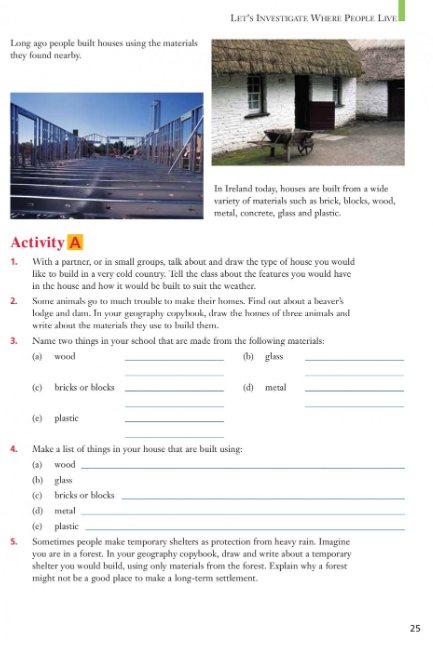 LET'S INVESTIGATE WHERE PEOPLE LIVE
Long ago people built houses using the materials
they found nearby.
In Ireland today, houses are built from a wide
variety of materials such as brick, blocks, wood,
metal, concrete, glass and plastic.
Activity A
1. With a partner, or in small groups, talk about and draw the type of house you would
like to build in a very cold country. Tell the class about the features you would have
in the house and how it would be built to suit the weather.
2. Some animals go to much trouble to make their homes. Find out about a beaver's
lodge and dam. In your geography copybook, draw the homes of three animals and
write about the materials they use to build them.
3. Name two things in your school that are made from the following materials:
(a) wood (b) glass
(c) bricks or blocks (d) metal
(e) plastic
4. Make a list of things in your house that are built using:
(a) wood
(b) glass
(c) bricks or blocks
(d) metal
(e) plastic
5. Sometimes people make temporary shelters as protection from heavy rain. Imagine
you are in a forest. In your geography copybook, draw and write about a temporary
shelter you would build, using only materials from the forest. Explain why a forest
might not be a good place to make a long-term settlement.
25